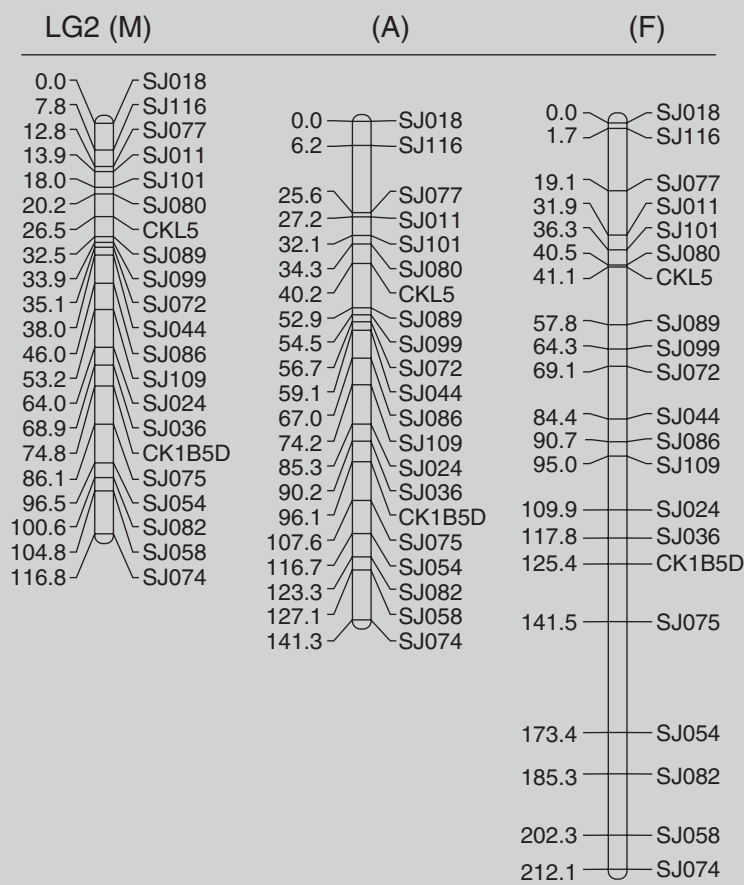 LG2 (M) (A) (F)
0.0 SJ018
7.8 SJ116
12.8 SJ077
13.9 SJ011
18.0 SJ101
20.2 SJ080
26.5 CKL5
32.5 SJ089
33.9 SJ099
35.1 SJ072
38.0 SJ044
46.0 SJ086
53.2 SJ109
64.0 SJ024
68.9 SJ036
74.8 CK1B5D
86.1 SJ075
96.5 SJ054
100.6 SJ082
104.8 SJ058
116.8 SJ074
0.0 SJ018
6.2 SJ116
25.6 SJ077
27.2 SJ011
32.1 SJ101
34.3 SJ080
40.2 CKL5
52.9 SJ089
54.5 SJ099
56.7 SJ072
59.1 SJ044
67.0 SJ086
74.2 SJ109
85.3 SJ024
90.2 SJ036
96.1 CK1B5D
107.6 SJ075
116.7 SJ054
123.3 SJ082
127.1 SJ058
141.3 SJ074
0.0 SJ018
1.7 SJ116
19.1 SJ077
31.9 SJ011
36.3 SJ101
40.5 SJ080
41.1 CKL5
57.8 SJ089
64.3 SJ099
69.1 SJ072
84.4 SJ044
90.7 SJ086
95.0 SJ109
109.9 SJ024
117.8 SJ036
125.4 CK1B5D
141.5 SJ075
173.4 SJ054
185.3 SJ082
202.3 SJ058
212.1 SJ074